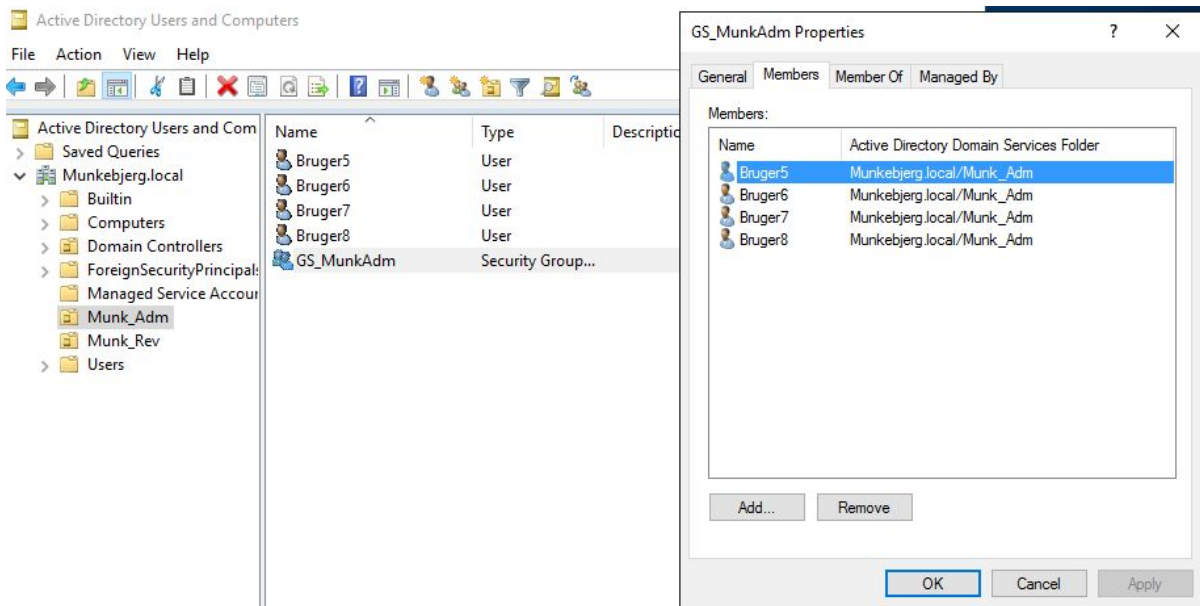 Active Directory Users and Computers
File Action View Help
Active Directory Users and Com
Saved Queries
Munkebjerg.local
Builtin
Computers
Domain Controllers
ForeignSecurityPrincipals
Managed Service Accour
Munk_Adm
Munk_Rev
Users
Name Type Descriptic
Bruger5 User
Bruger6 User
Bruger7 User
Bruger8 User
GS_MunkAdm Security Group...
GS_MunkAdm Properties ? X
General Members Member Of Managed By
Members:
Name Active Directory Domain Services Folder
Bruger5 Munkebjerg.local/Munk_Adm
Bruger6 Munkebjerg.local/Munk_Adm
Bruger7 Munkebjerg.local/Munk_Adm
Bruger8 Munkebjerg.local/Munk_Adm
Add... Remove
OK Cancel Apply